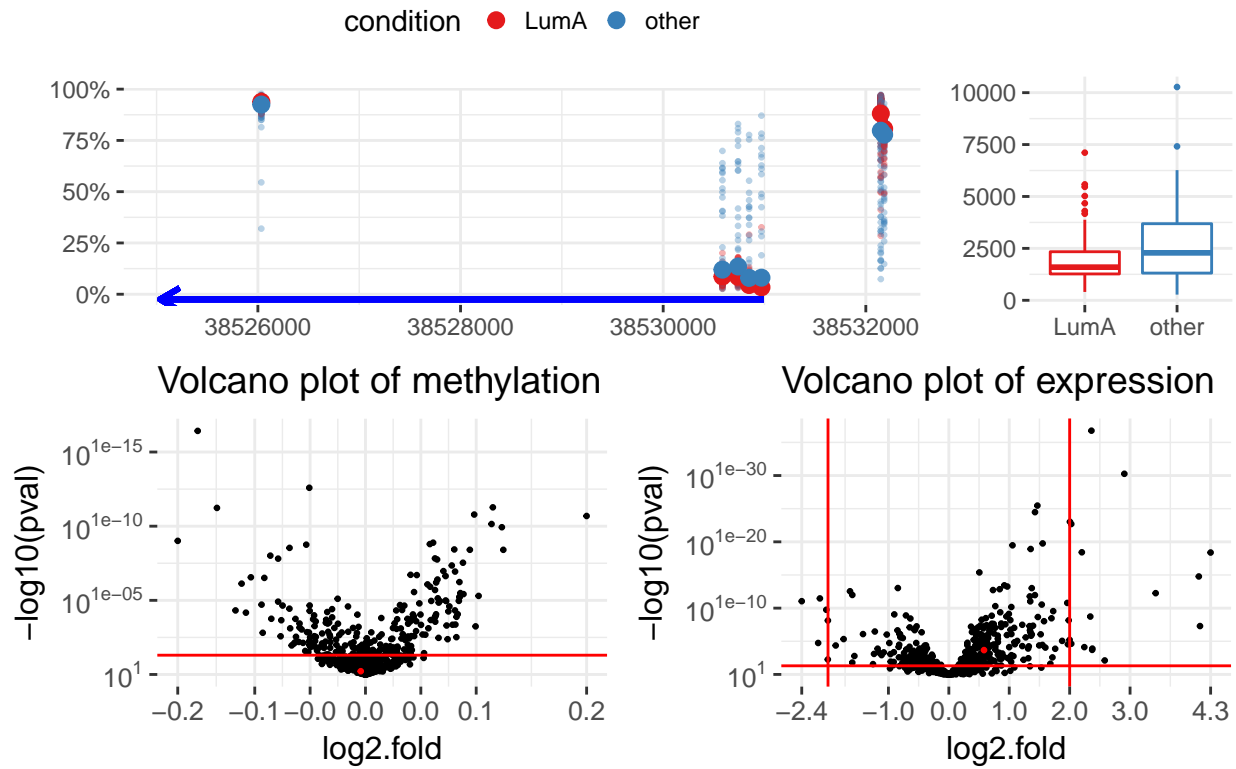 condition LumA other
100%
75%
50%
25%
0%
38526000 38528000 38530000 38532000
10000
7500
5000
2500
0
LumA other
Volcano plot of methylation
−log10(pval)
10^1e−15
10^1e−10
10^1e−05
10^1
−0.2 −0.1 −0.0 0.0 0.0 0.1 0.2
log2.fold
Volcano plot of expression
−log10(pval)
10^1e−30
10^1e−20
10^1e−10
10^1
−2.4 −1.0 0.0 1.0 2.0 3.0 4.3
log2.fold